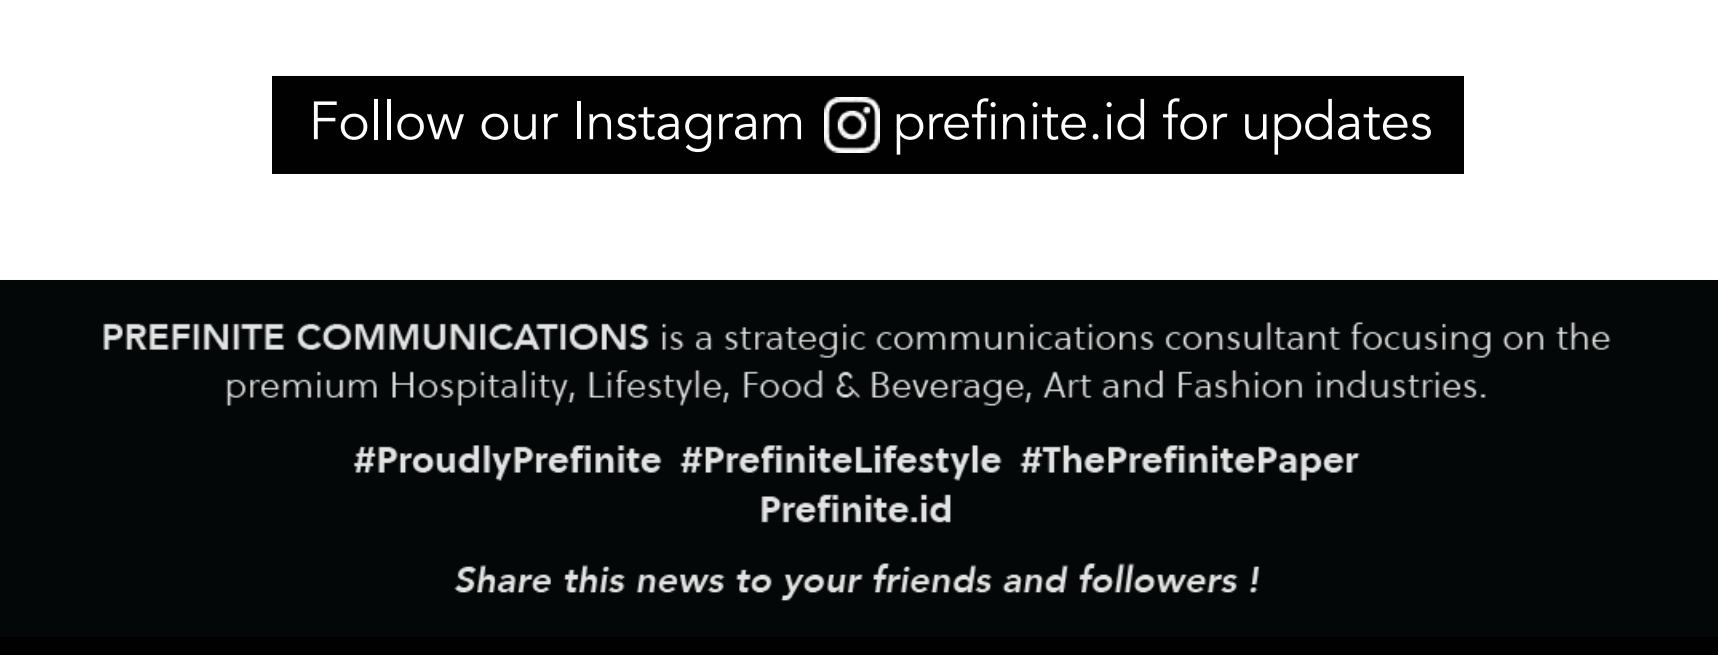 Follow our Instagram prefinite.id for updates
PREFINITE COMMUNICATIONS is a strategic communications consultant focusing on the
premium Hospitality, Lifestyle, Food & Beverage, Art and Fashion industries.
#ProudlyPrefinite #PrefiniteLifestyle #ThePrefinitePaper
Prefinite.id
Share this news to your friends and followers !